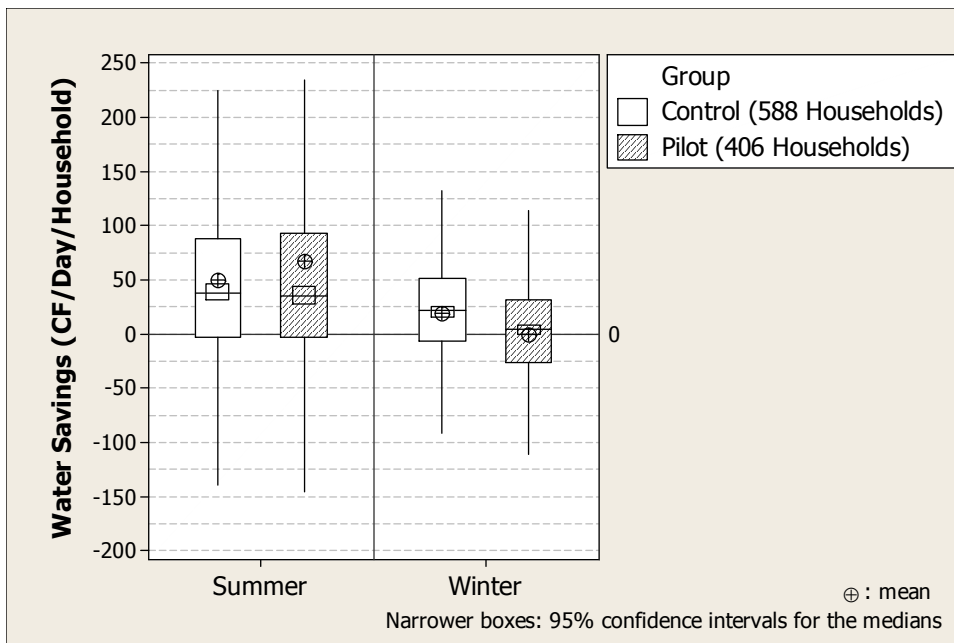 Water Savings (CF/Day/Household)
250
200
150
100
50
0
-50
-100
-150
-200
Summer
Winter
0
Group
Control (588 Households)
Pilot (406 Households)
⊕ : mean
Narrower boxes: 95% confidence intervals for the medians